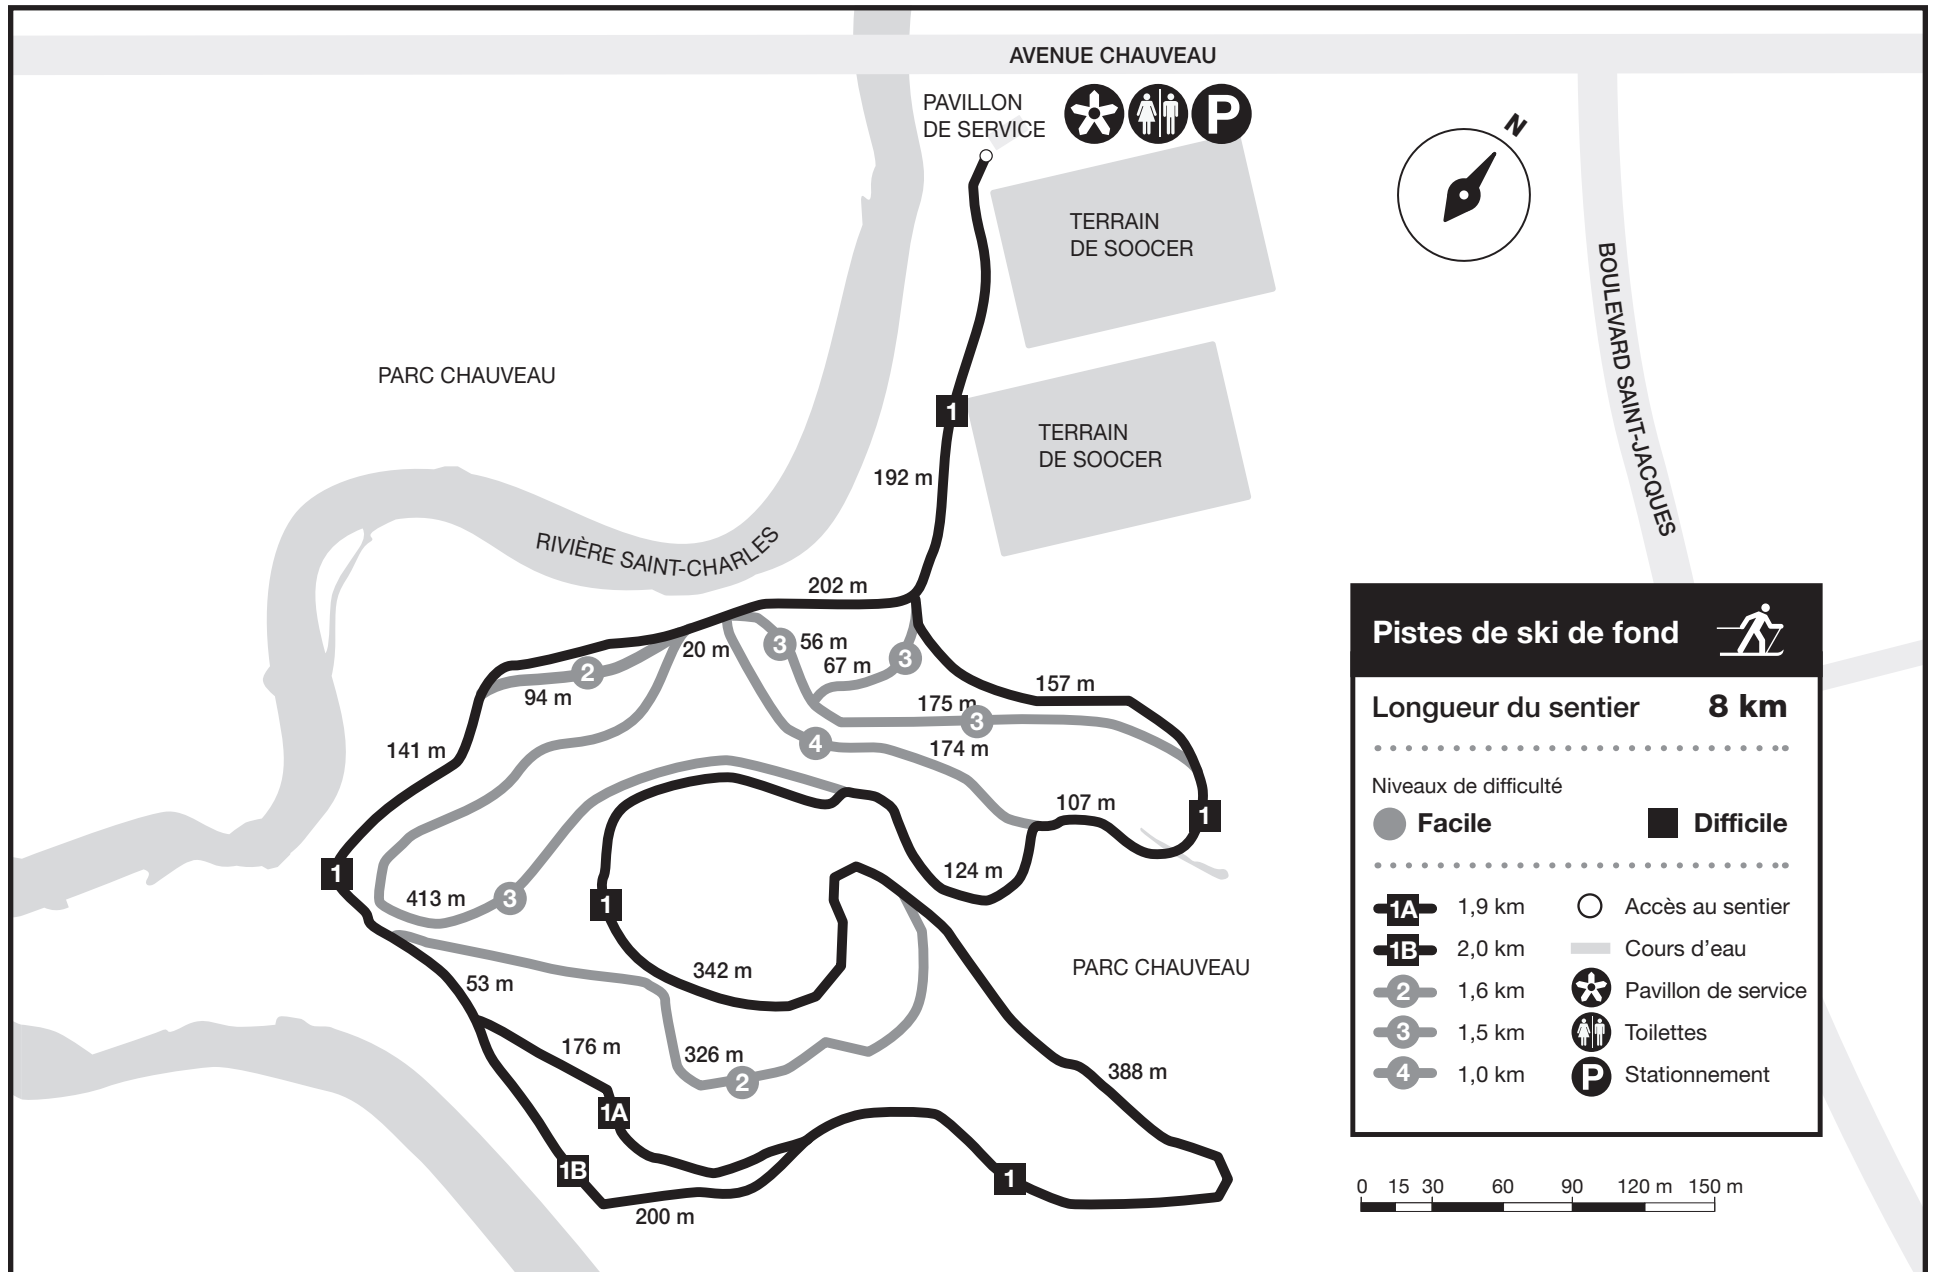 AVENUE CHAUVEAU
PAVILLON
DE SERVICE
P
N
TERRAIN
DE SOOCER
BOULEVARD SAINT-JACQUES
PARC CHAUVEAU
1
TERRAIN
DE SOOCER
192 m
RIVIÈRE SAINT-CHARLES
202 m
20 m
3
56 m
67 m
3
2
94 m
157 m
175 m
3
4
174 m
141 m
107 m
1
1
124 m
413 m
3
1
342 m
PARC CHAUVEAU
53 m
176 m
326 m
2
388 m
1A
1B
1
200 m
Pistes de ski de fond
Longueur du sentier 8 km
Niveaux de difficulté
Facile Difficile
1A 1,9 km Accès au sentier
1B 2,0 km Cours d'eau
2 1,6 km Pavillon de service
3 1,5 km Toilettes
4 1,0 km P Stationnement
0 15 30 60 90 120 m 150 m